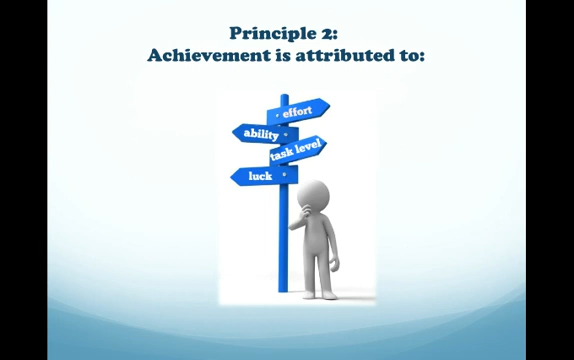 Principle 2:
Achievement is attributed to:
effort
ability
task level
luck